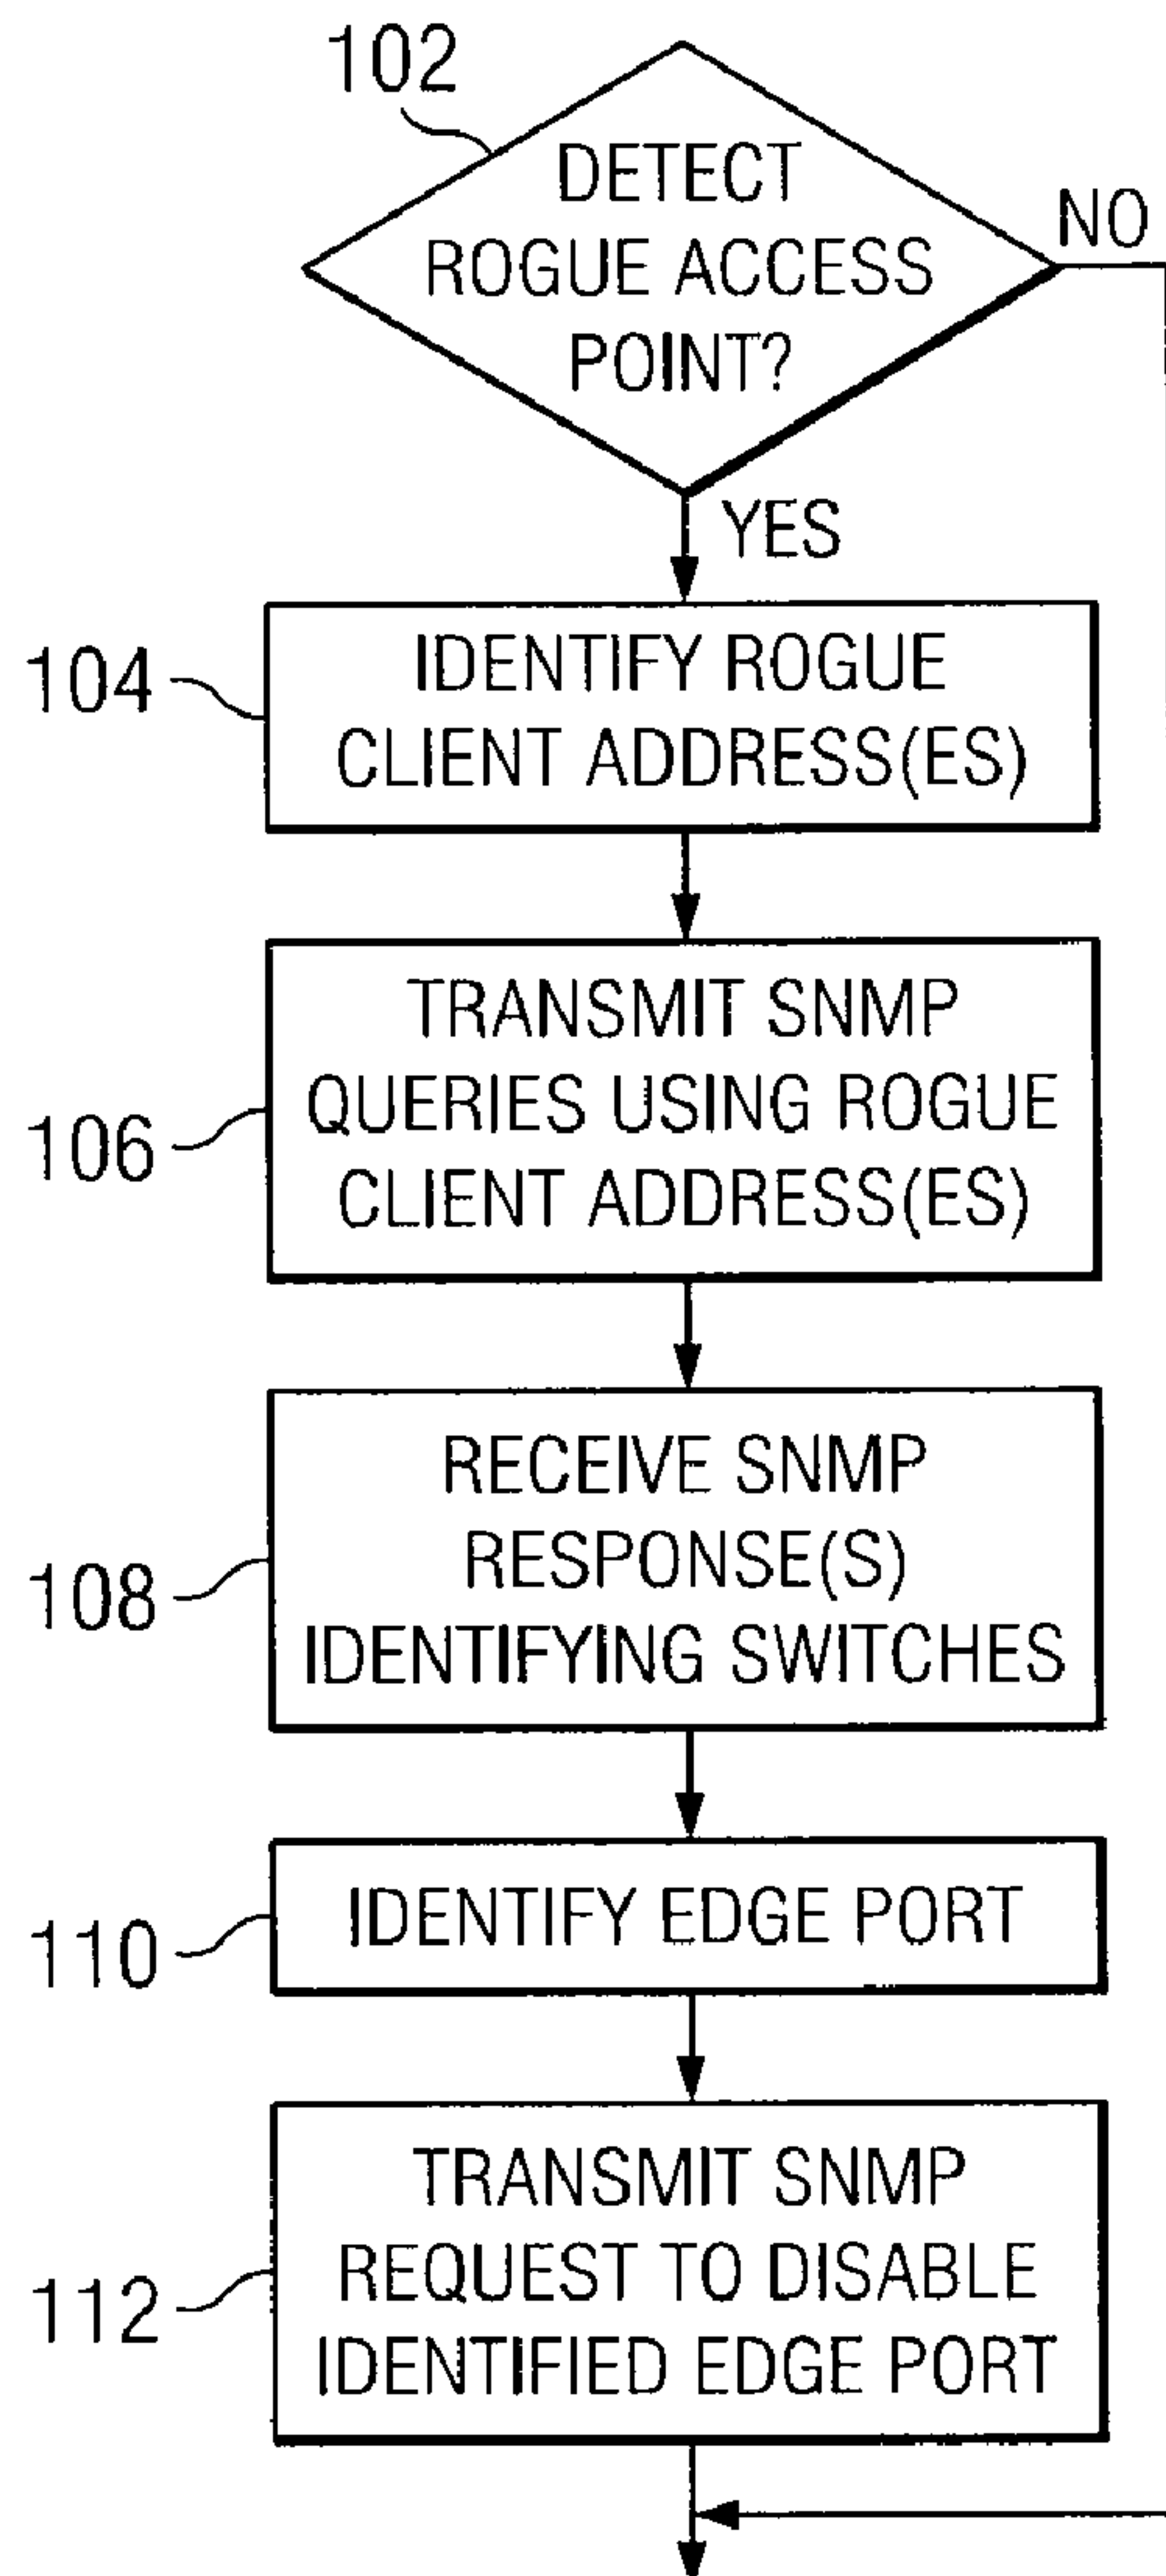 102
DETECT
ROGUE ACCESS
POINT?
NO
YES
104
IDENTIFY ROGUE
CLIENT ADDRESS(ES)
106
TRANSMIT SNMP
QUERIES USING ROGUE
CLIENT ADDRESS(ES)
108
RECEIVE SNMP
RESPONSE(S)
IDENTIFYING SWITCHES
110
IDENTIFY EDGE PORT
112
TRANSMIT SNMP
REQUEST TO DISABLE
IDENTIFIED EDGE PORT